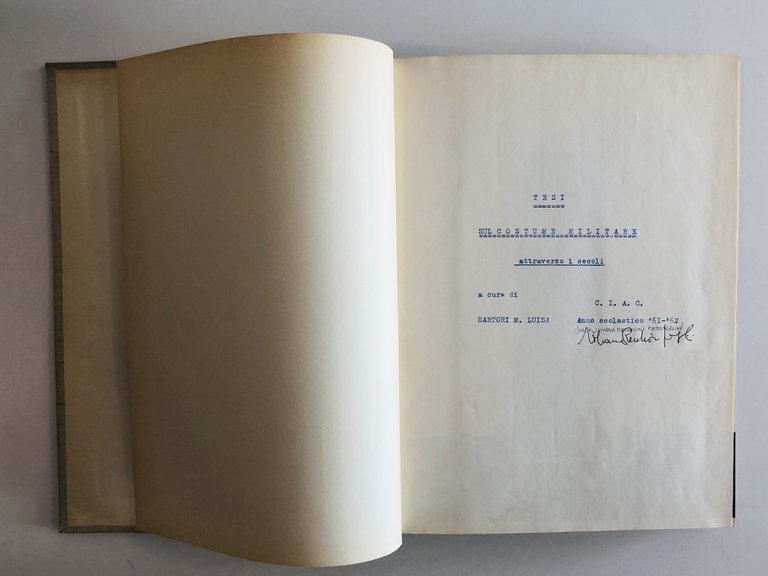 TESI
SUL COSTUME MILITARE
attraverso i secoli
a cura di
C. I. A. C.
SARTORI M. LUISA
Anno scolastico '61-'62